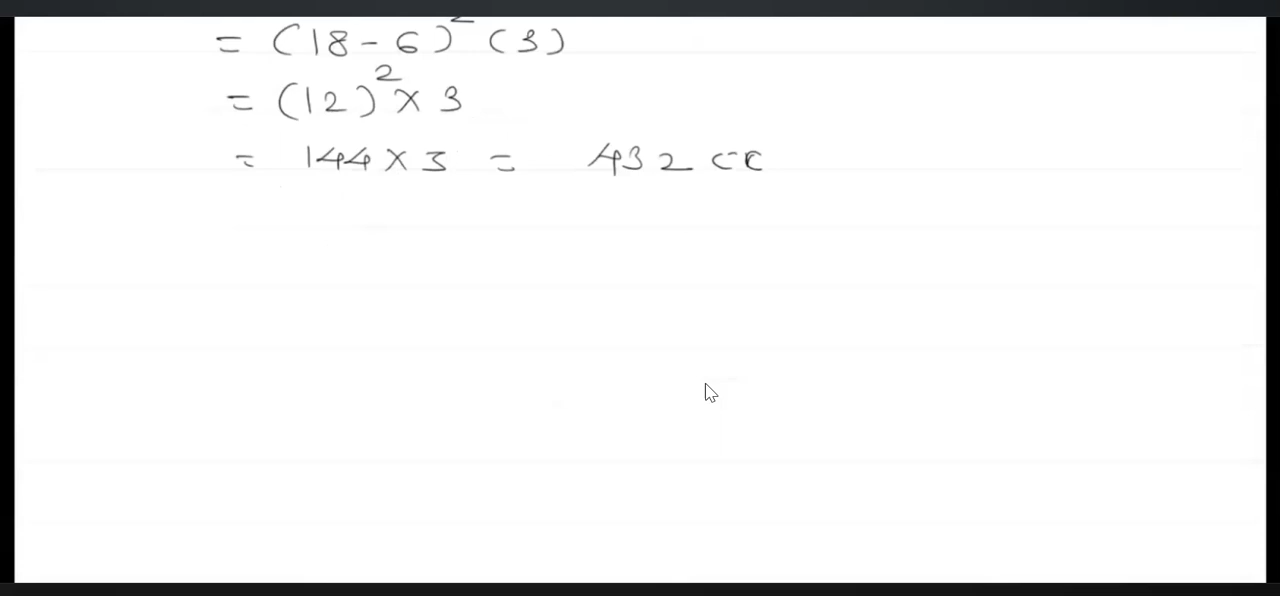 = (18 - 6)² (3)
= (12)² × 3
= 144 × 3 = 432 cc